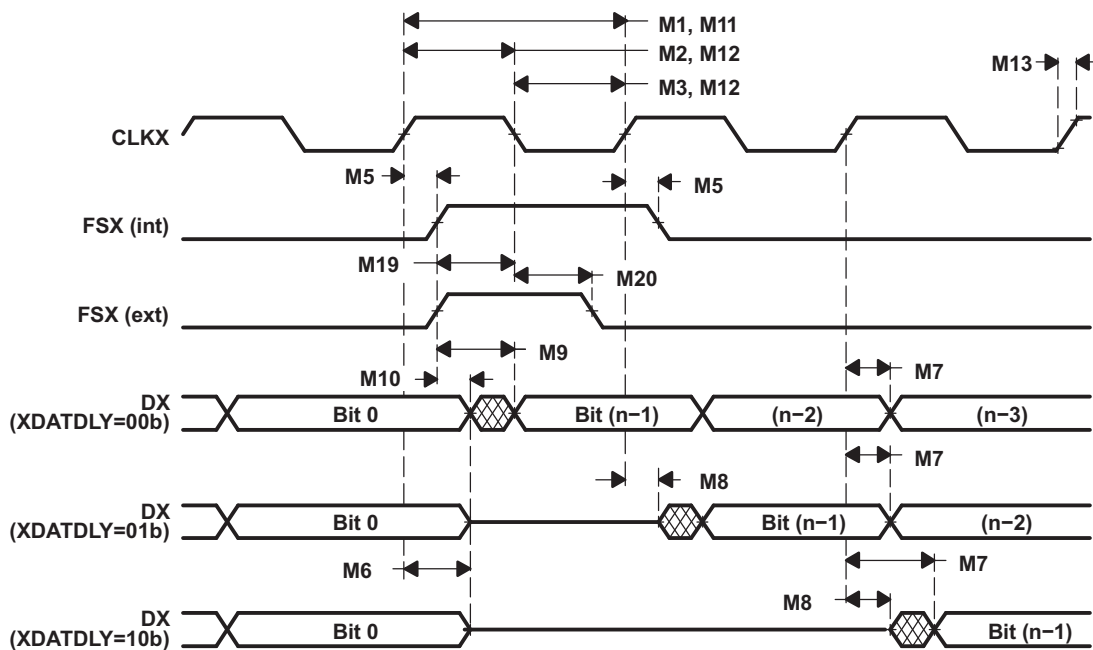 M1, M11
M2, M12
M13
M3, M12
CLKX
M5
M5
FSX (int)
M19
M20
FSX (ext)
M9
M10
M7
DX
(XDATDLY=00b)
Bit 0
Bit (n−1)
(n−2)
(n−3)
M7
M8
DX
(XDATDLY=01b)
Bit 0
Bit (n−1)
(n−2)
M6
M7
M8
DX
(XDATDLY=10b)
Bit 0
Bit (n−1)